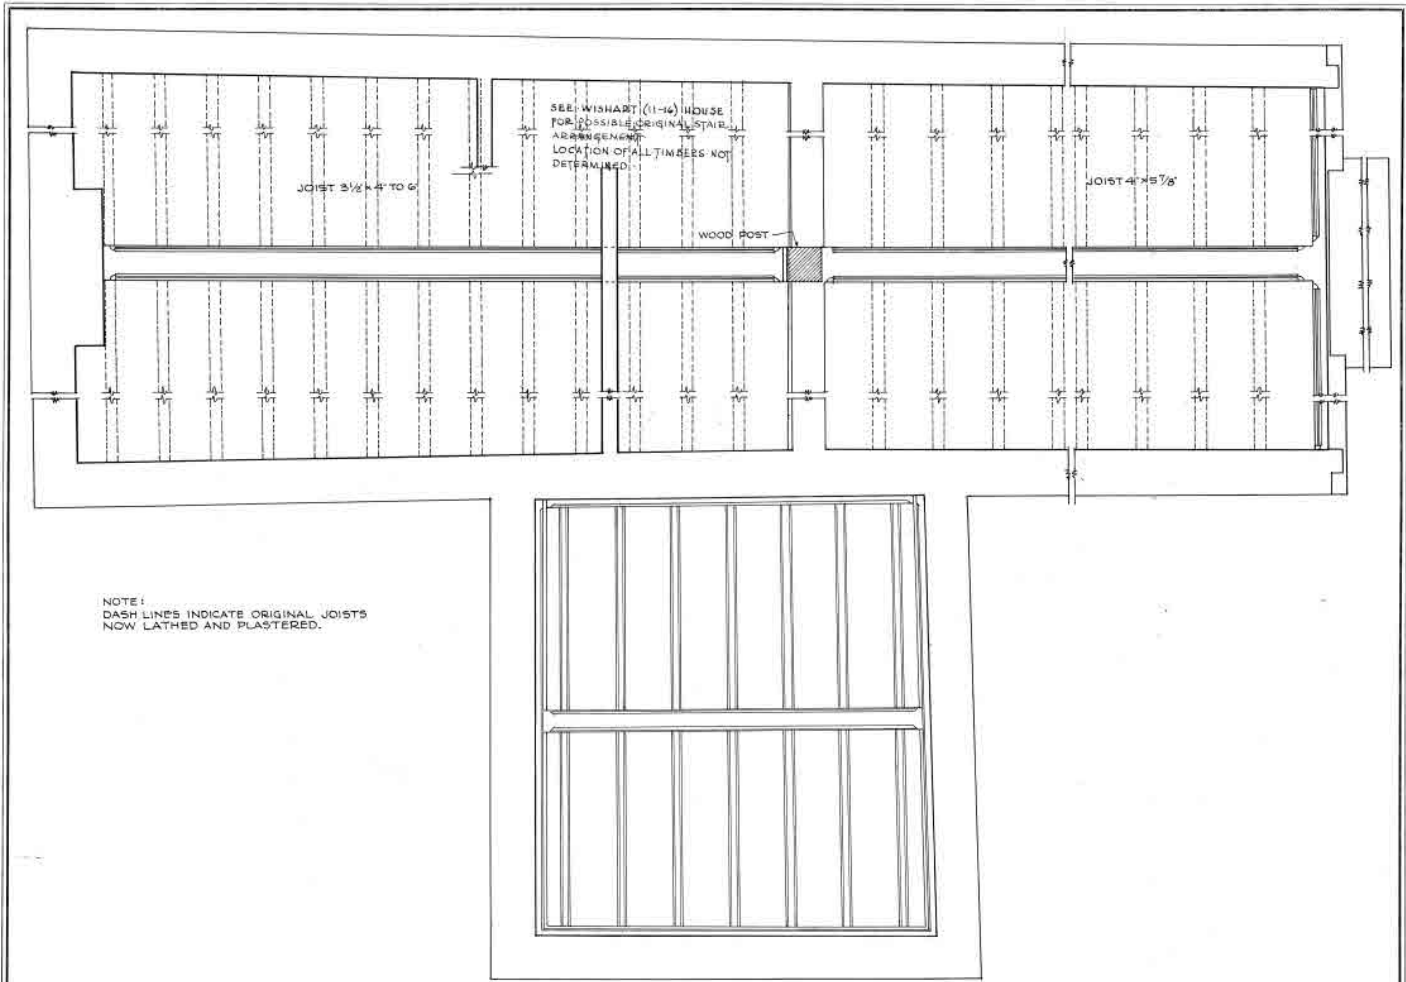 SEE WISHART (11-16) HOUSE
FOR POSSIBLE ORIGINAL STAIR
ARRANGEMENT
LOCATION OF ALL TIMBERS NOT
DETERMINED.
JOIST 3 1/2" x 4" TO 6"
JOIST 4" x 5 7/8"
WOOD POST
NOTE:
DASH LINES INDICATE ORIGINAL JOISTS
NOW LATHED AND PLASTERED.